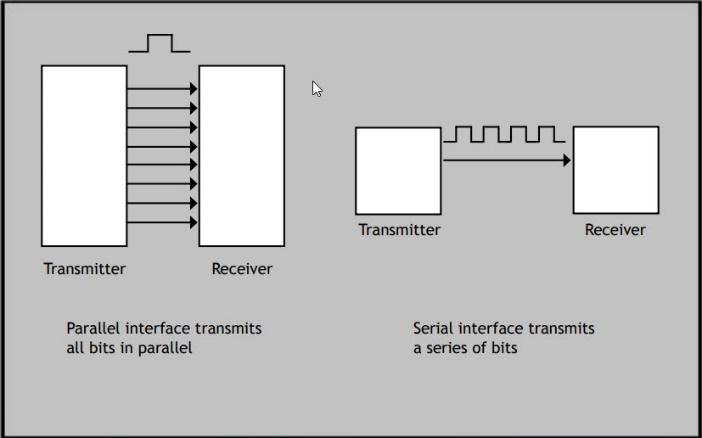 Transmitter
Receiver
Parallel interface transmits
all bits in parallel
Transmitter
Receiver
Serial interface transmits
a series of bits